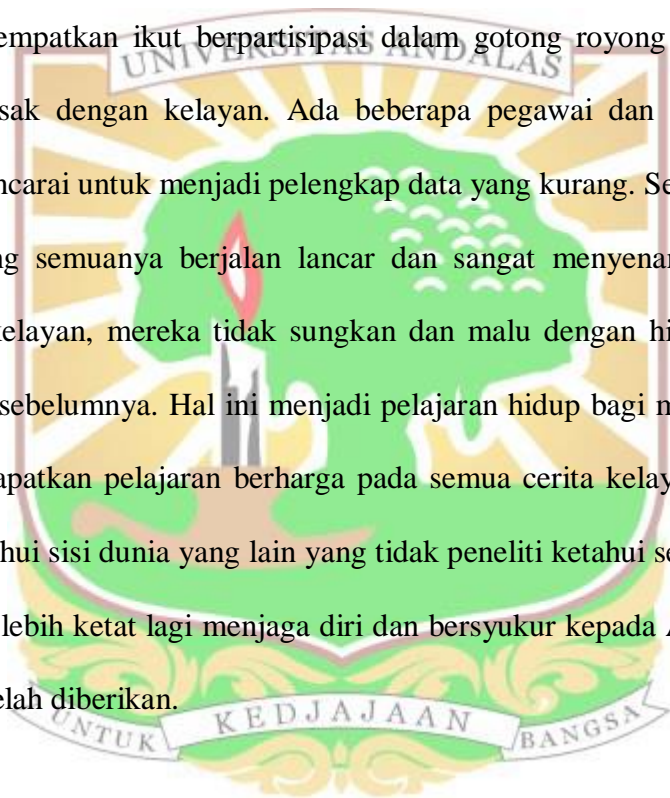 empatkan ikut berpartisipasi dalam gotong royong
UNIVERSITAS ANDALAS
sak dengan kelayan. Ada beberapa pegawai dan
ncarai untuk menjadi pelengkap data yang kurang. Se
ng semuanya berjalan lancar dan sangat menyenan
kelayan, mereka tidak sungkan dan malu dengan hi
sebelumnya. Hal ini menjadi pelajaran hidup bagi m
apatkan pelajaran berharga pada semua cerita kelay
hui sisi dunia yang lain yang tidak peneliti ketahui se
lebih ketat lagi menjaga diri dan bersyukur kepada A
elah diberikan.
UNTUK KEDJAJAAN BANGSA